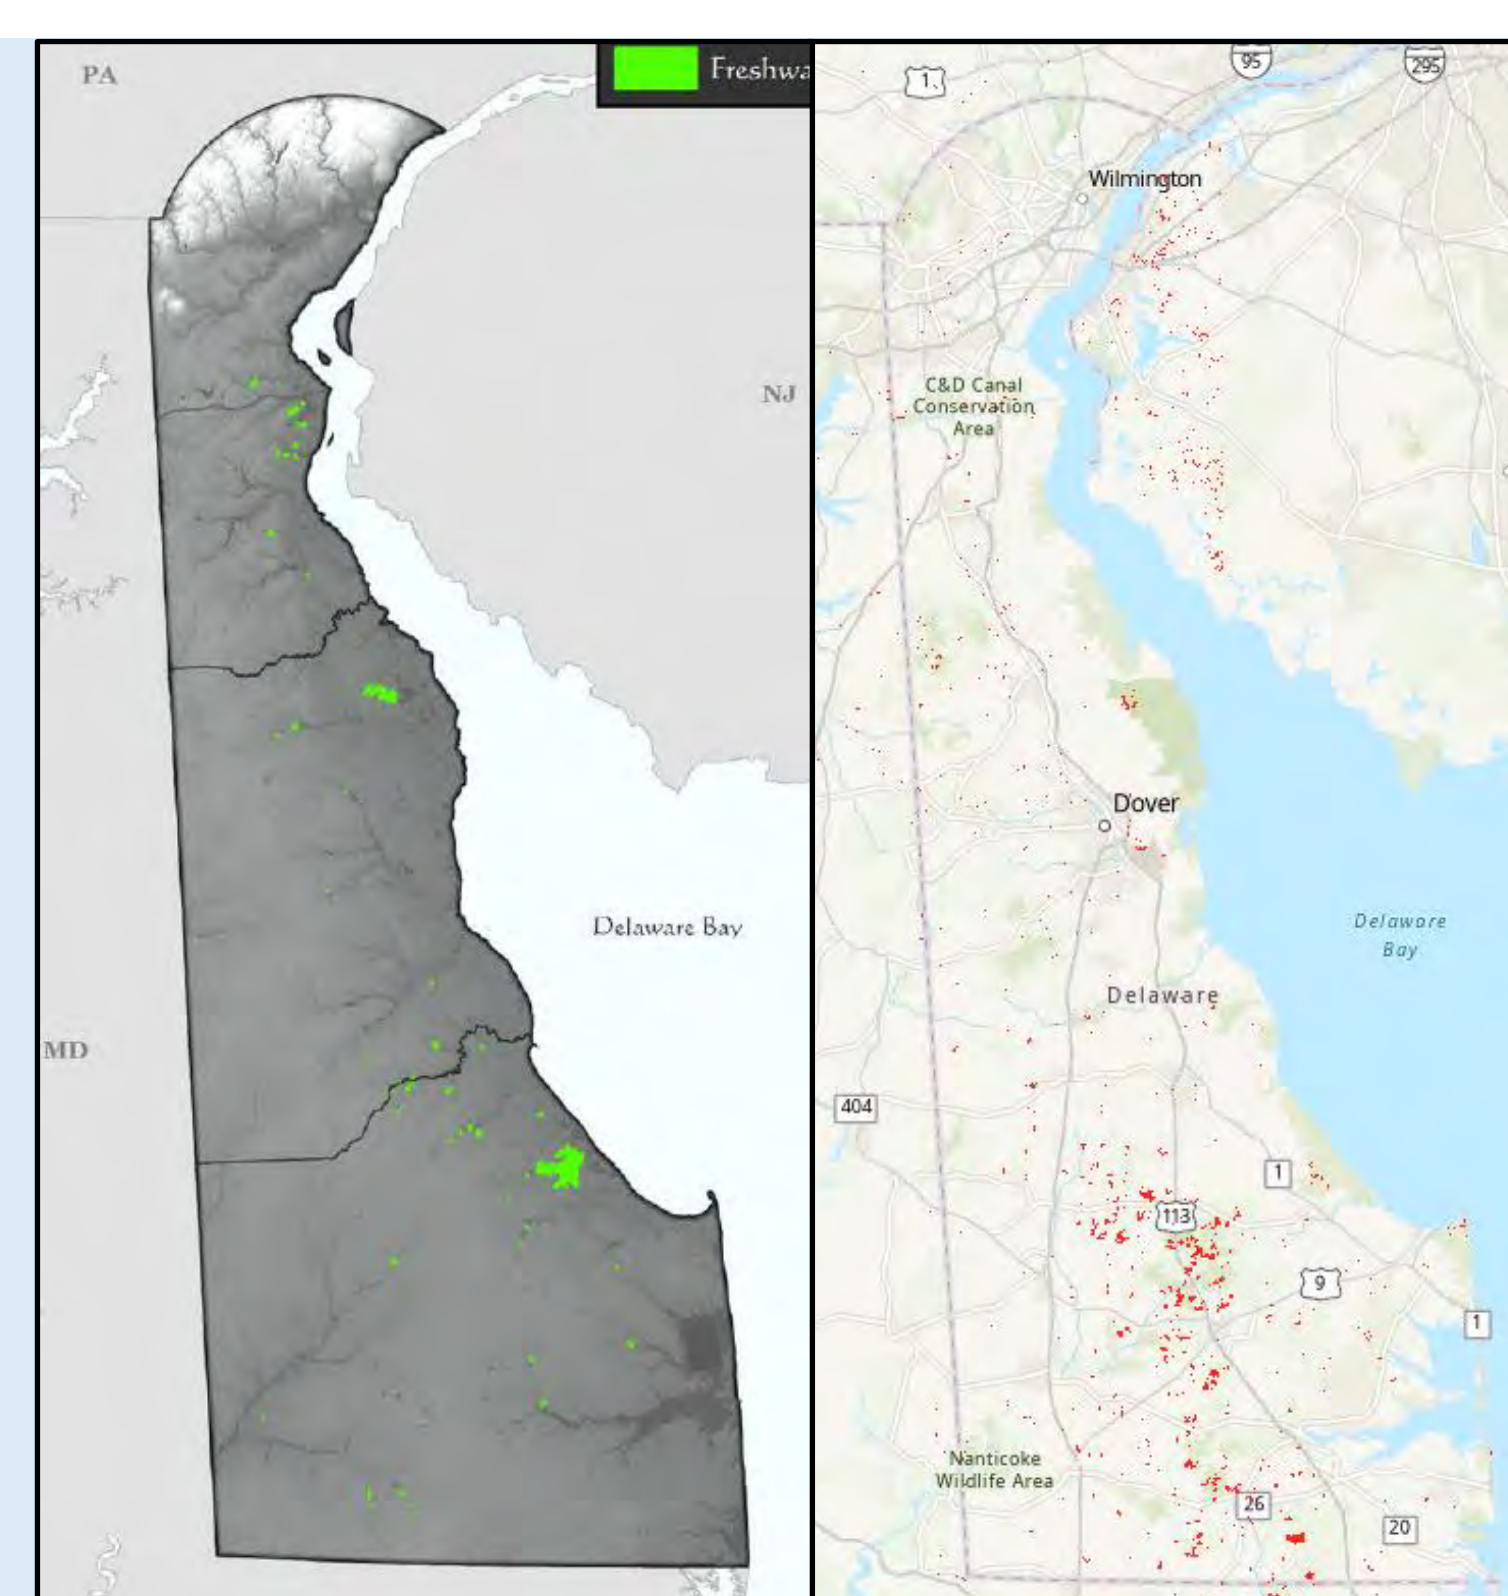 PA
NJ
Delaware Bay
MD
1
95
295
Wilmington
C&D Canal
Conservation
Area
Dover
Delaware
Bay
Delaware
404
1
113
9
1
Nanticoke
Wildlife Area
26
20